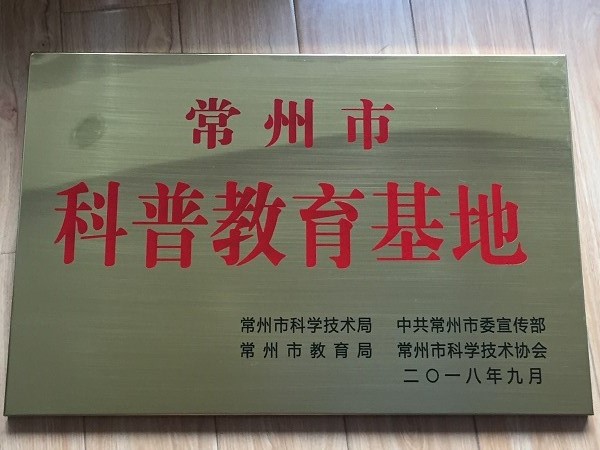 常州市
科普教育基地
常州市科学技术局 中共常州市委宣传部
常州市教育局 常州市科学技术协会
二〇一八年九月